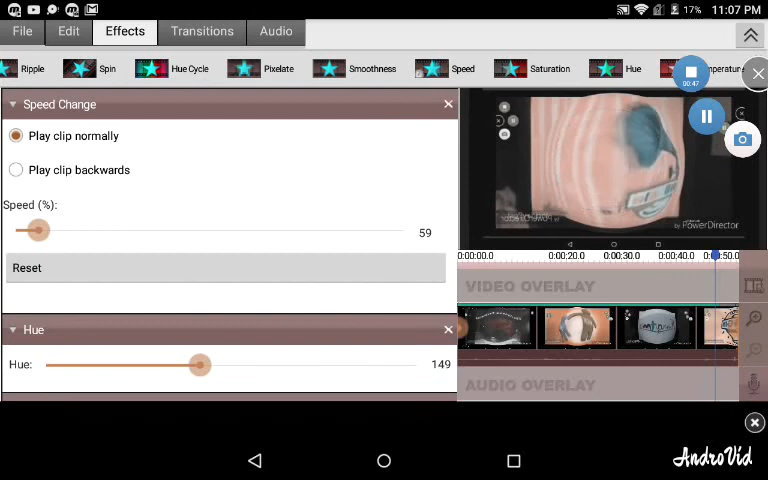 17% 11:07 PM
File Edit Effects Transitions Audio
Ripple Spin Hue Cycle Pixelate Smoothness Speed Saturation Hue
00:47
Speed Change
Play clip normally
Play clip backwards
Speed (%):
59
Reset
Hue
Hue: 149
by PowerDirector
0:00:00.0 0:00:20.0 0:00:30.0 0:00:40.0
VIDEO OVERLAY
AUDIO OVERLAY
AndroVid